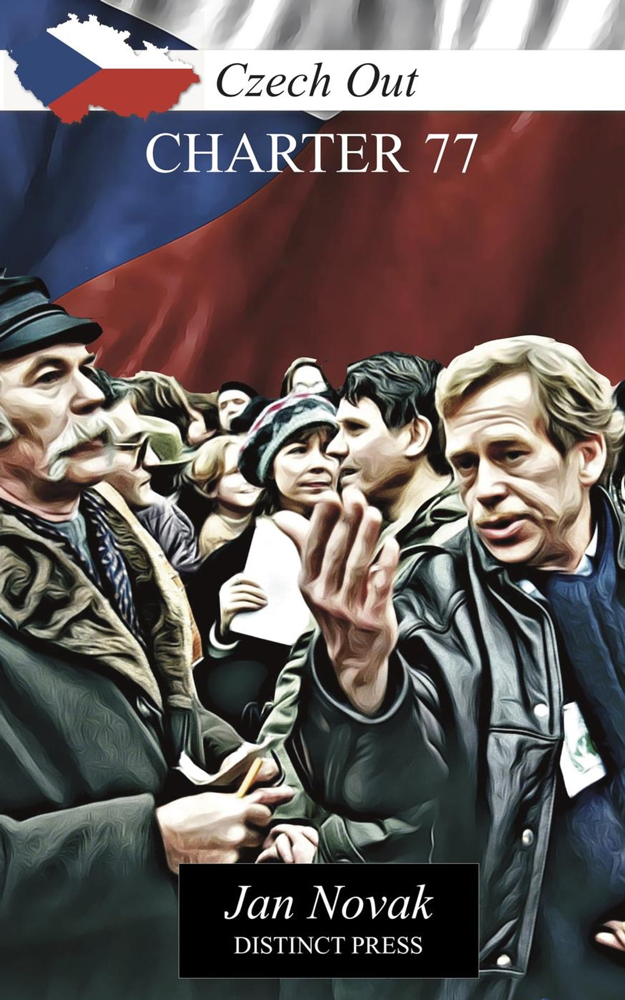 Czech Out
CHARTER 77
Jan Novak
DISTINCT PRESS